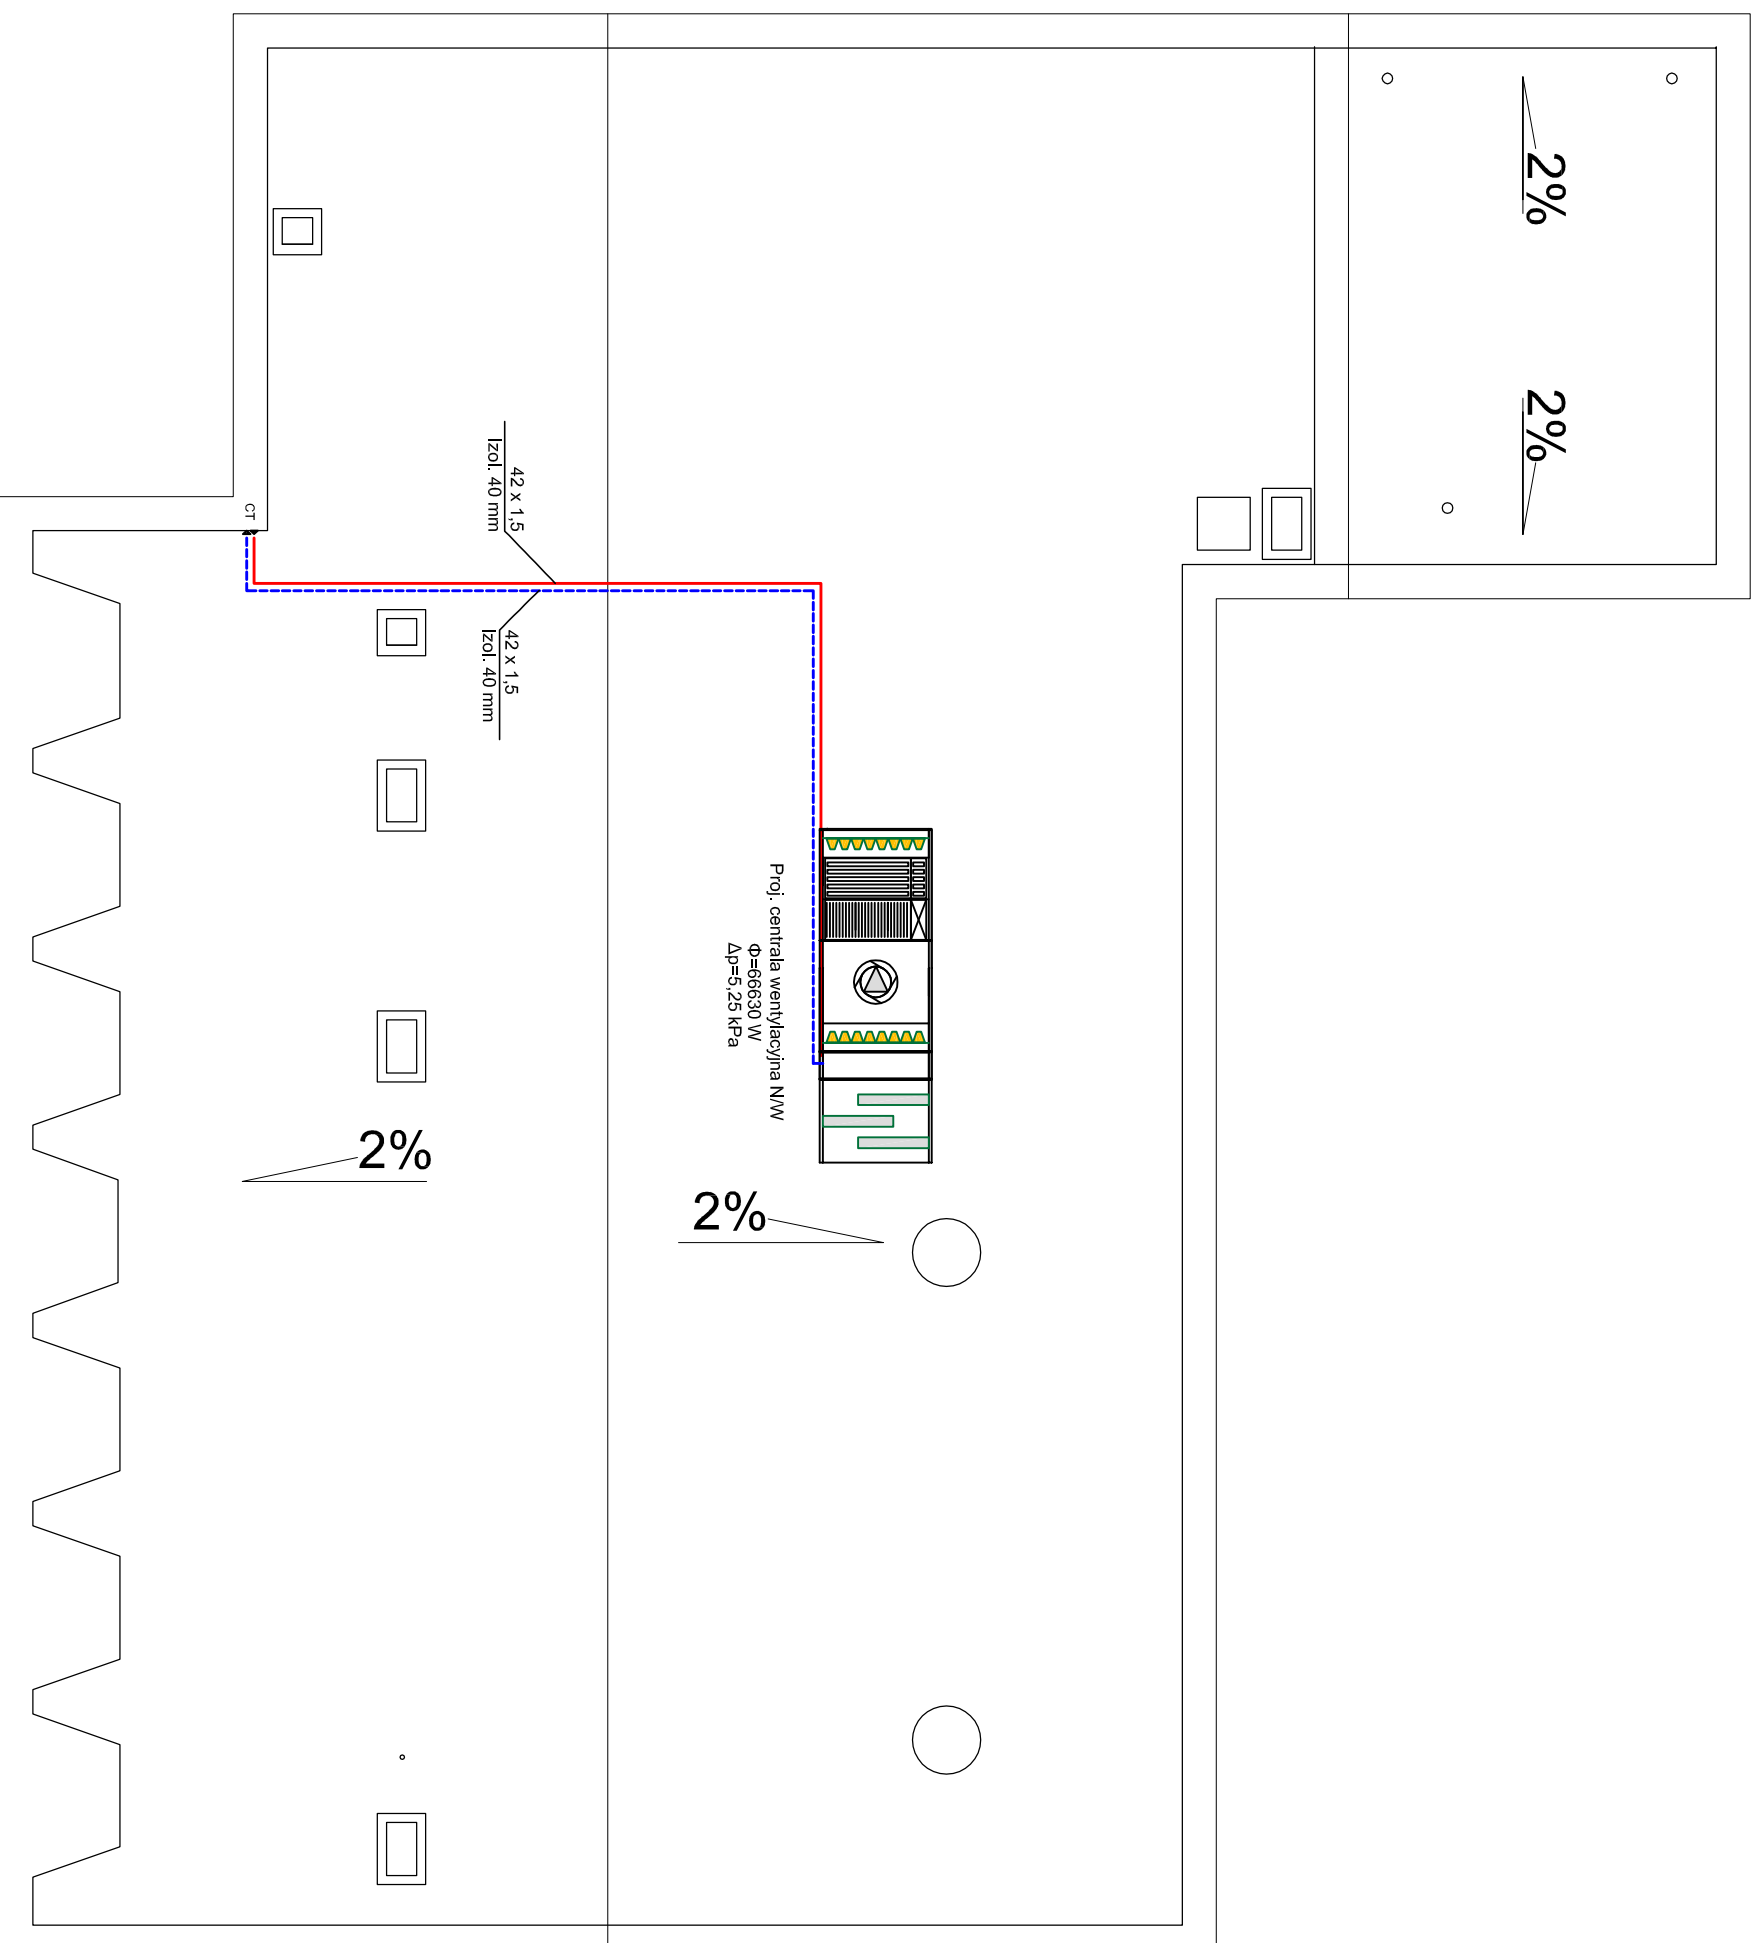 2%
2%
CT
42 x 1,5
Izol. 40 mm
42 x 1,5
Izol. 40 mm
Proj. centrala wentylacyjna N/W
Φ=66630 W
Δp=5,25 kPa
2%
2%